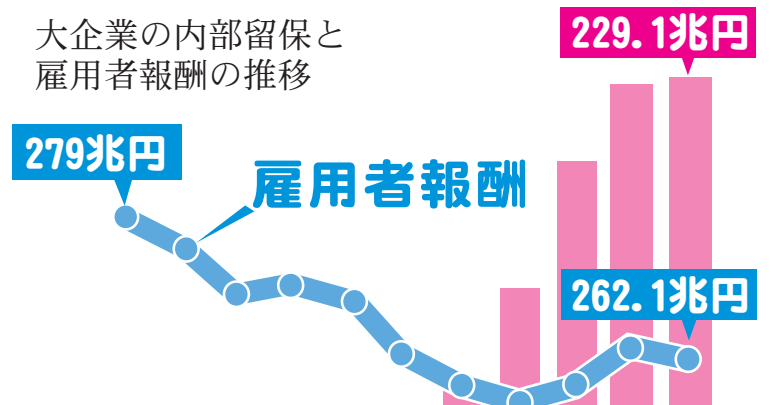 大企業の内部留保と
雇用者報酬の推移
229.1兆円
279兆円
雇用者報酬
262.1兆円